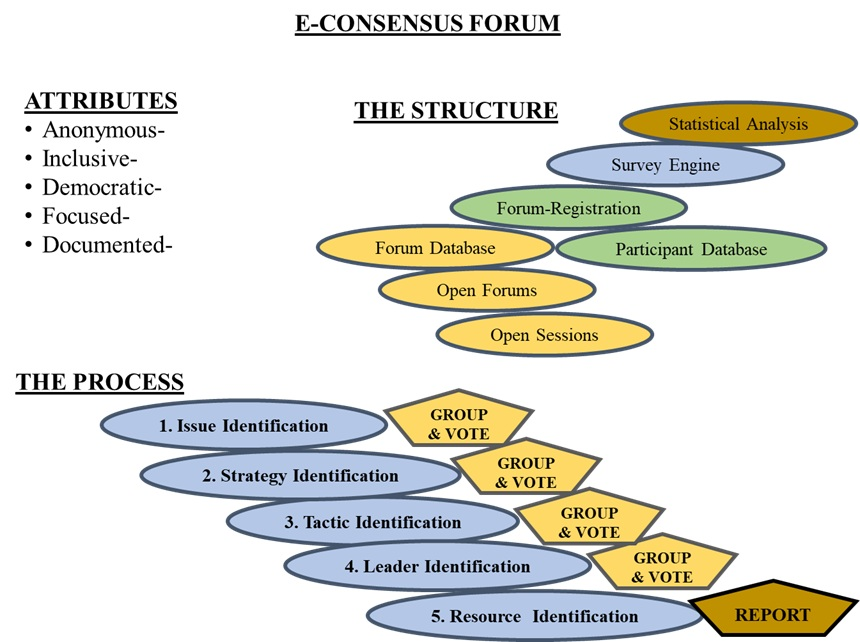 E-CONSENSUS FORUM
ATTRIBUTES
• Anonymous-
• Inclusive-
• Democratic-
• Focused-
• Documented-
THE STRUCTURE
Statistical Analysis
Survey Engine
Forum-Registration
Forum Database
Participant Database
Open Forums
Open Sessions
THE PROCESS
1. Issue Identification
GROUP
& VOTE
2. Strategy Identification
GROUP
& VOTE
3. Tactic Identification
GROUP
& VOTE
4. Leader Identification
GROUP
& VOTE
5. Resource Identification
REPORT